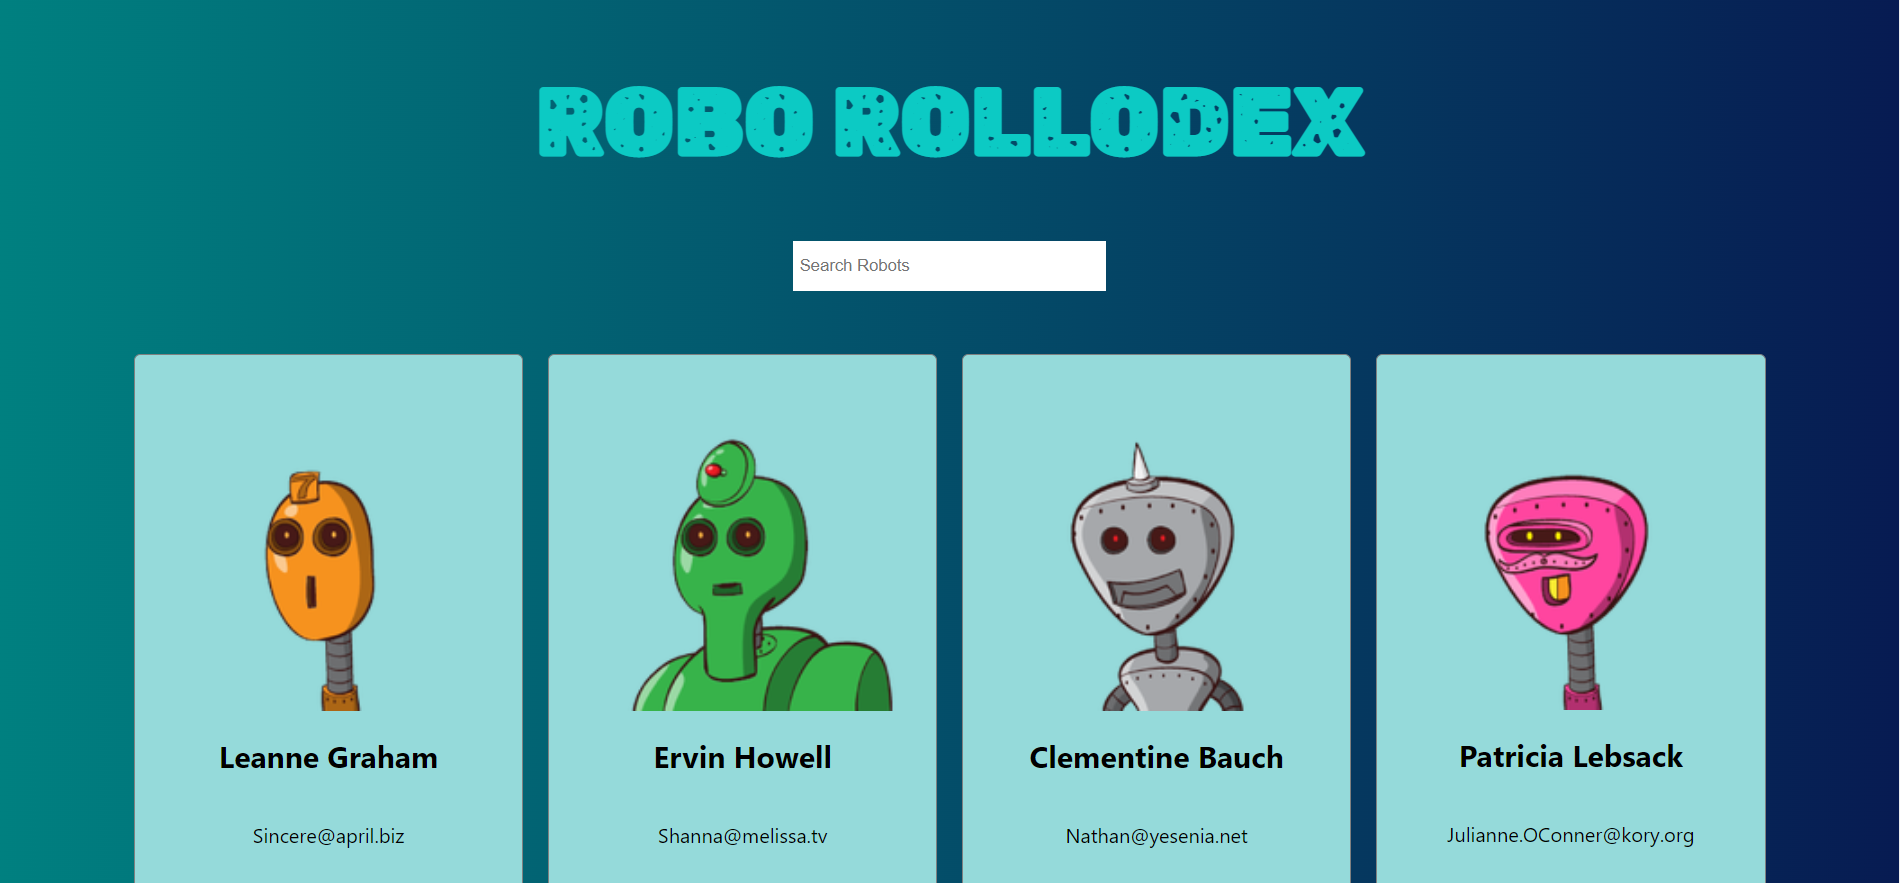 ROBO ROLLODEX
Search Robots
7
Leanne Graham
Ervin Howell
Clementine Bauch
Patricia Lebsack
Sincere@april.biz
Shanna@melissa.tv
Nathan@yesenia.net
Julianne.OConner@kory.org